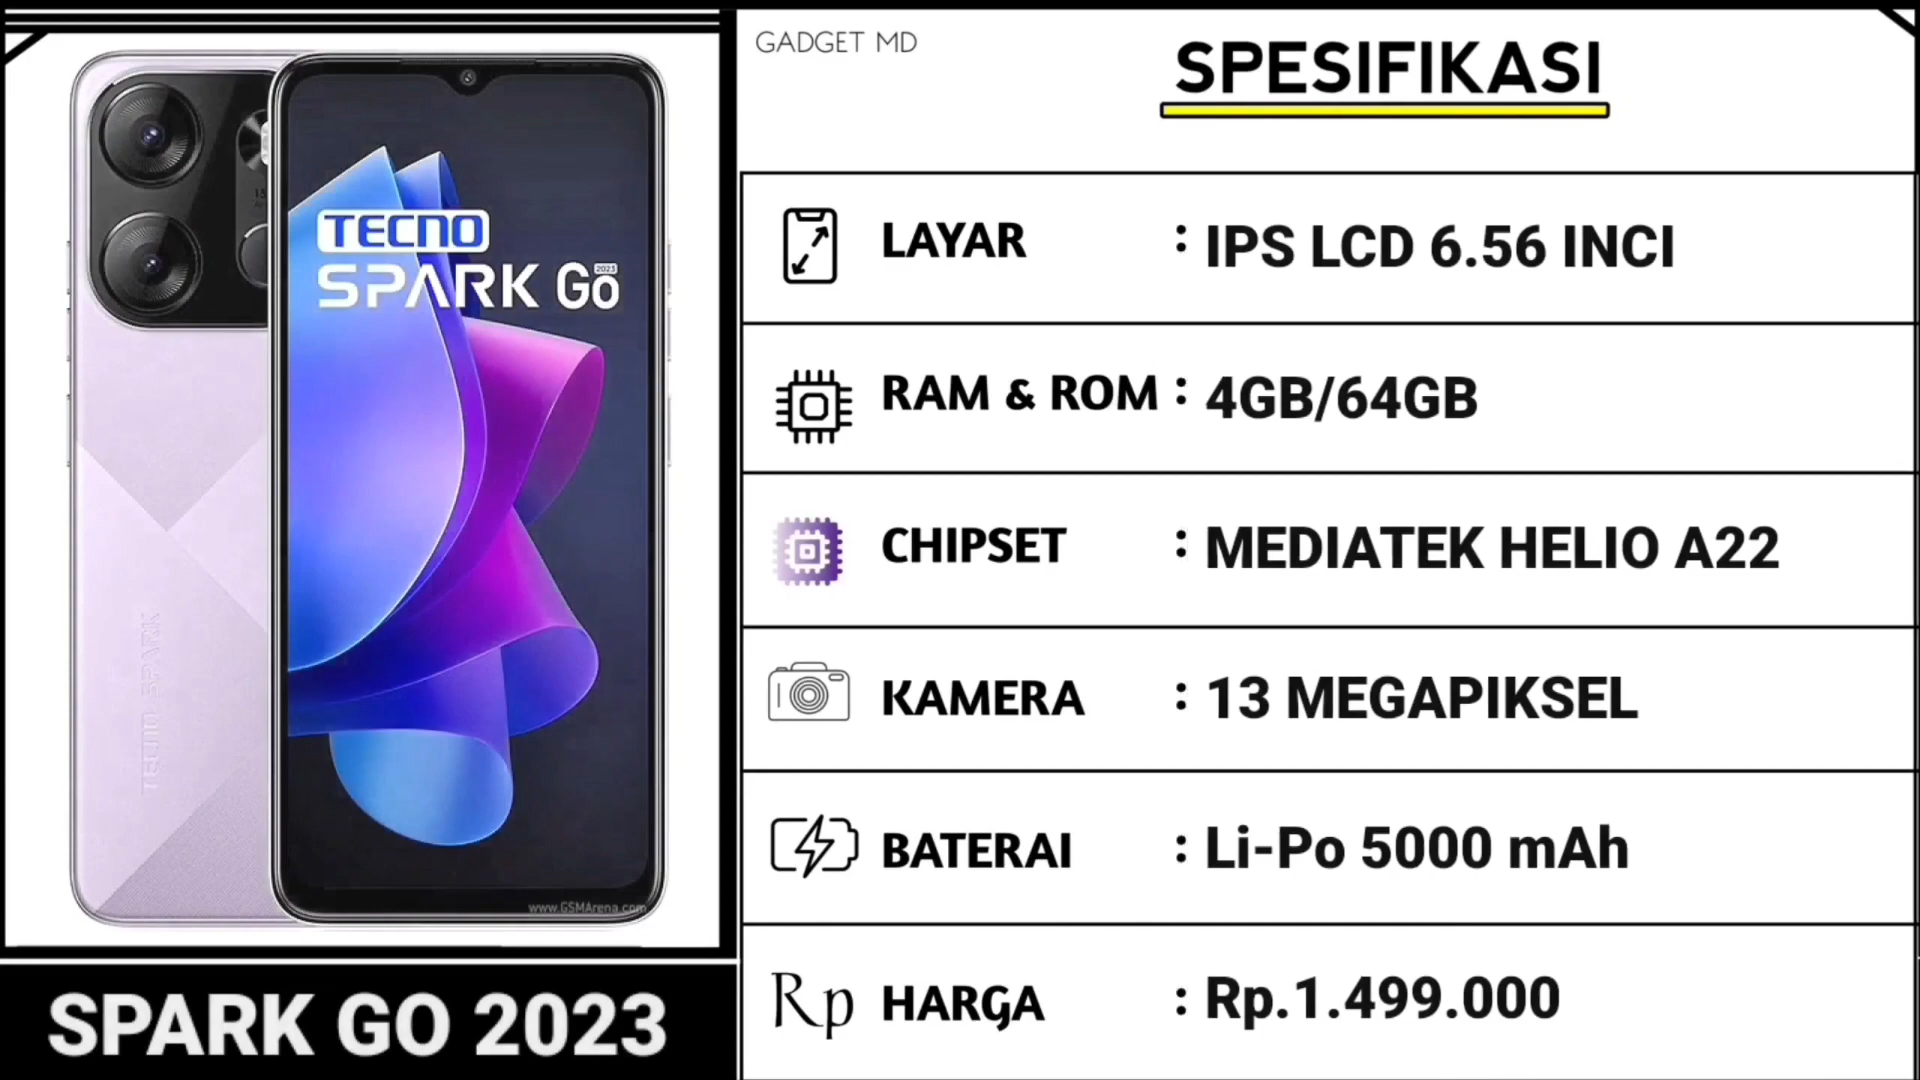 GADGET MD
SPESIFIKASI
TECNO
SPARK Go 2023
TECNO SPARK
www.GSMArena.com
SPARK GO 2023
LAYAR : IPS LCD 6.56 INCI
RAM & ROM : 4GB/64GB
CHIPSET : MEDIATEK HELIO A22
KAMERA : 13 MEGAPIKSEL
BATERAI : Li-Po 5000 mAh
Rp HARGA : Rp.1.499.000